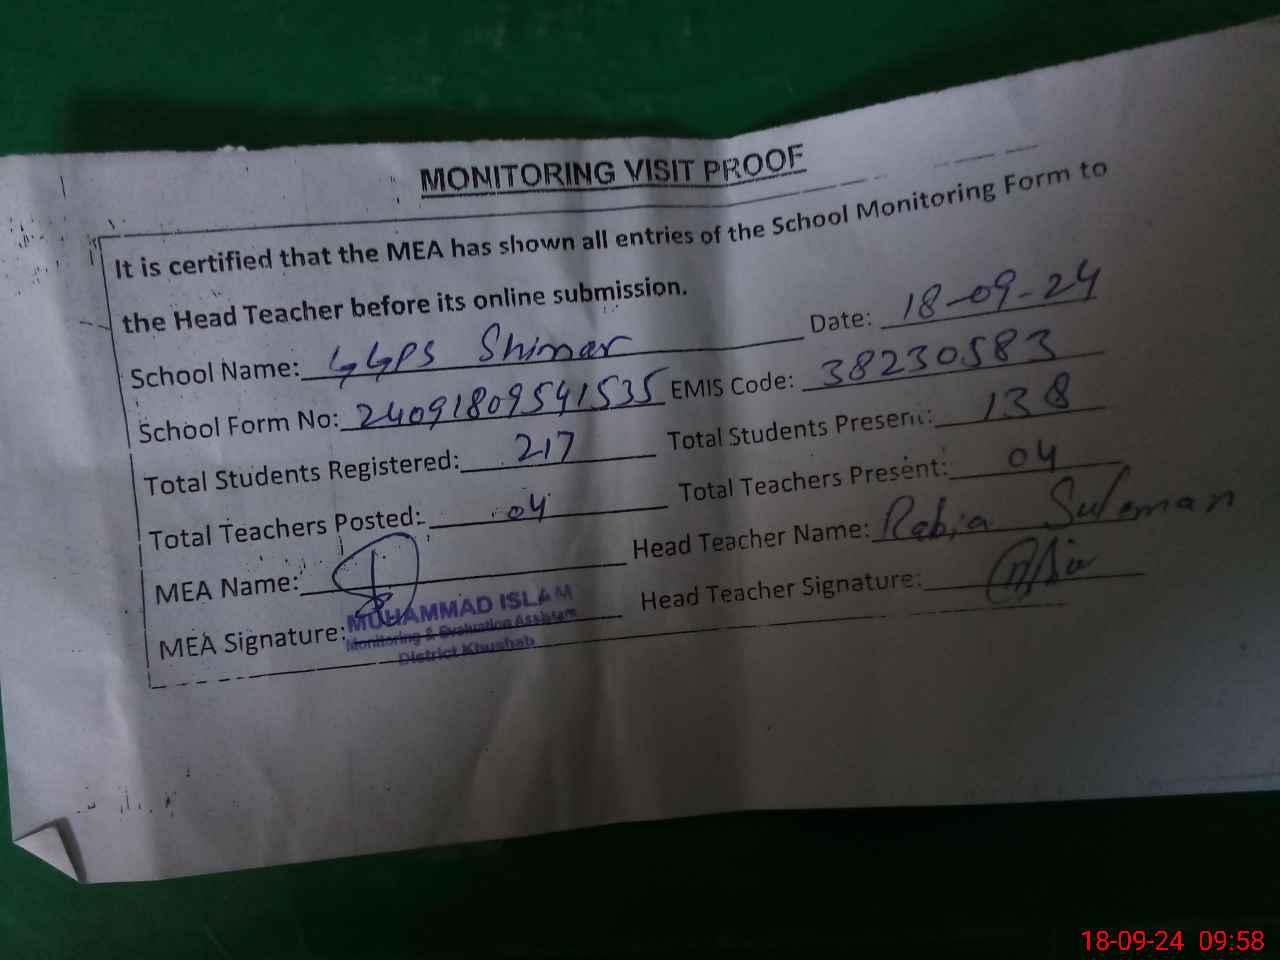 MONITORING VISIT PROOF
It is certified that the MEA has shown all entries of the School Monitoring Form to
the Head Teacher before its online submission.
School Name: GGPS Shimar Date: 18-09-24
School Form No: 24091809541535 EMIS Code: 38230583
Total Students Registered: 217 Total Students Present: 138
Total Teachers Posted: 04 Total Teachers Present: 04
MEA Name: Head Teacher Name: Rabia Suleman
MEA Signature: Head Teacher Signature:
MUHAMMAD ISLAM
Monitoring & Evaluation Assistant
District Khushab
18-09-24 09:58